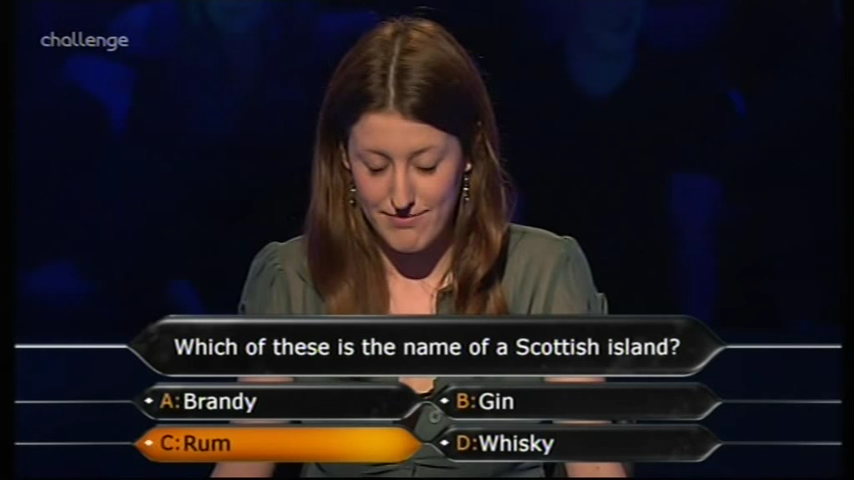 challenge
Which of these is the name of a Scottish island?
A: Brandy
B: Gin
C: Rum
D: Whisky